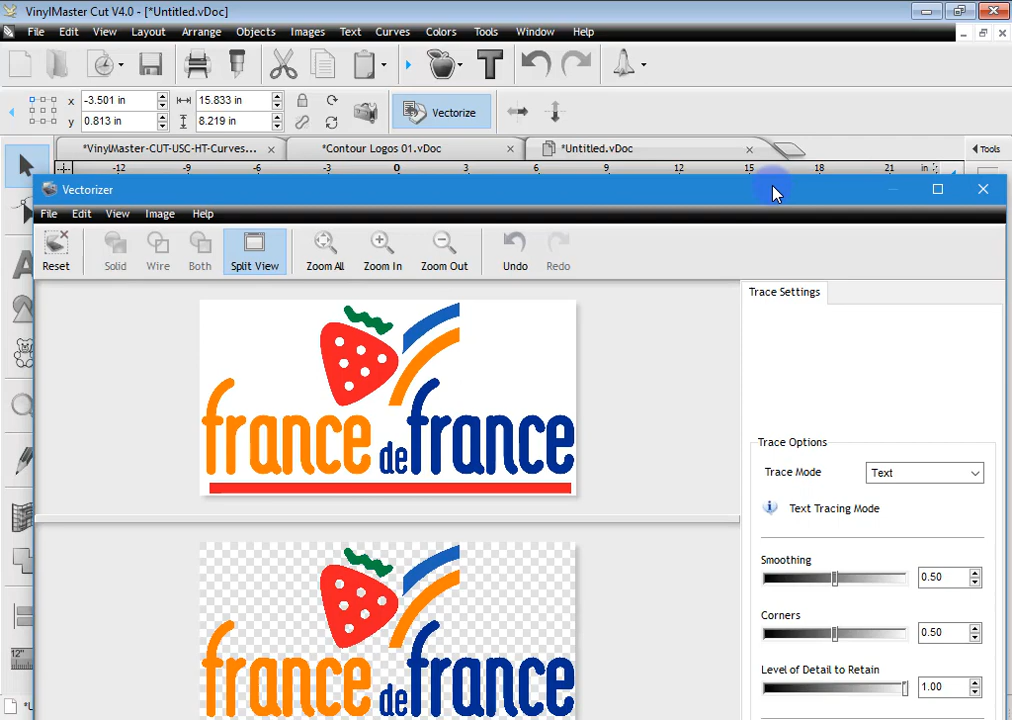 VinylMaster Cut V4.0 - [*Untitled.vDoc]
File Edit View Layout Arrange Objects Images Text Curves Colors Tools Window Help
x -3.501 in 15.833 in
y 0.813 in 8.219 in
Vectorize
*VinylMaster-CUT-USC-HT-Curves... *Contour Logos 01.vDoc *Untitled.vDoc Tools
-12 -9 -6 -3 0 3 6 9 12 15 18 21 in
Vectorizer
File Edit View Image Help
Reset Solid Wire Both Split View Zoom All Zoom In Zoom Out Undo Redo
Trace Settings
france de france
Trace Options
Trace Mode Text
Text Tracing Mode
Smoothing
0.50
Corners
0.50
Level of Detail to Retain
1.00
france de france
12"